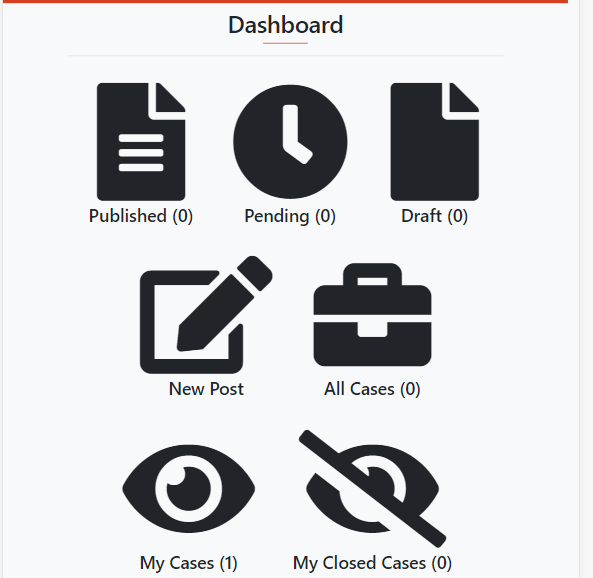 Dashboard
Published (0) Pending (0) Draft (0)
New Post All Cases (0)
My Cases (1) My Closed Cases (0)